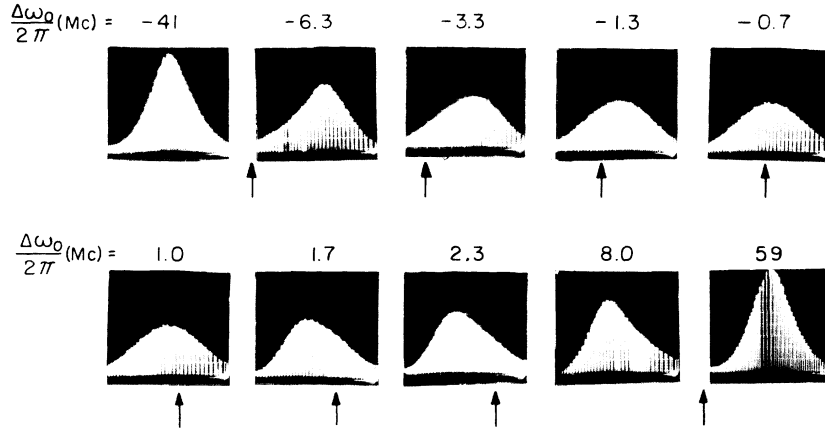 Δω₀/2π (Mc) = -41 -6.3 -3.3 -1.3 -0.7
Δω₀/2π (Mc) = 1.0 1.7 2.3 8.0 59